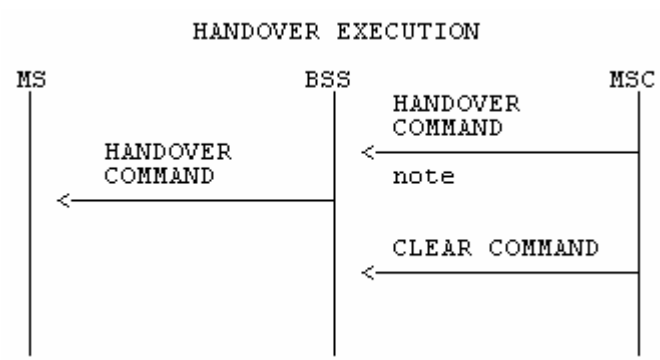 HANDOVER EXECUTION
MS BSS MSC
HANDOVER
COMMAND
HANDOVER
COMMAND
note
CLEAR COMMAND